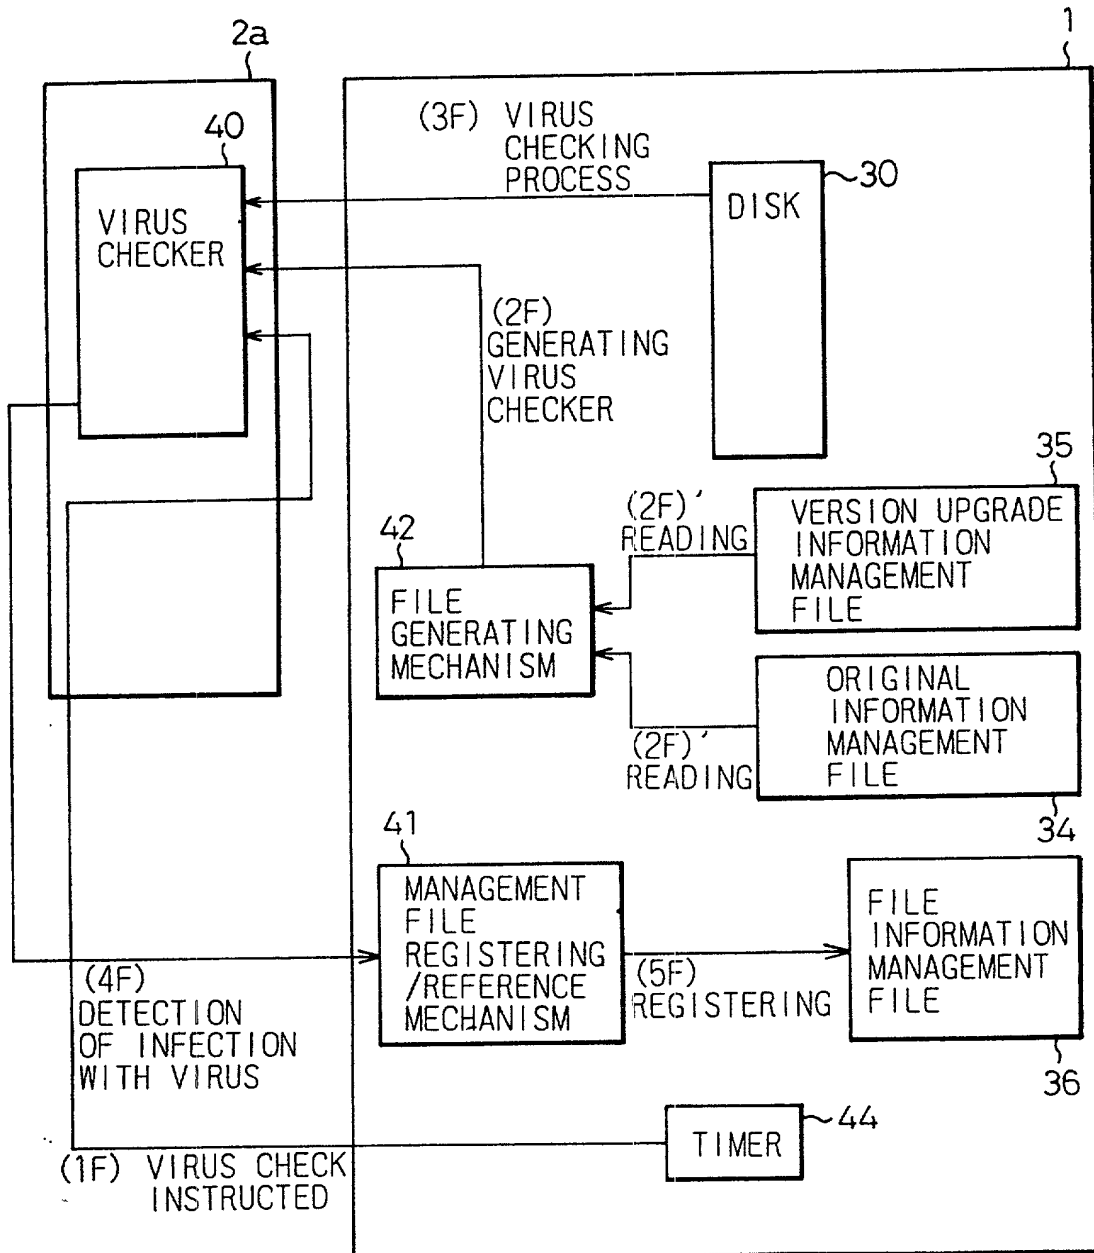 2a
1
40
VIRUS
CHECKER
(3F) VIRUS
CHECKING
PROCESS
DISK
30
(2F)
GENERATING
VIRUS
CHECKER
35
VERSION UPGRADE
INFORMATION
MANAGEMENT
FILE
(2F)'
READING
42
FILE
GENERATING
MECHANISM
ORIGINAL
INFORMATION
MANAGEMENT
FILE
34
(2F)'
READING
41
MANAGEMENT
FILE
REGISTERING
/REFERENCE
MECHANISM
(5F)
REGISTERING
FILE
INFORMATION
MANAGEMENT
FILE
36
(4F)
DETECTION
OF INFECTION
WITH VIRUS
TIMER
44
(1F) VIRUS CHECK
INSTRUCTED